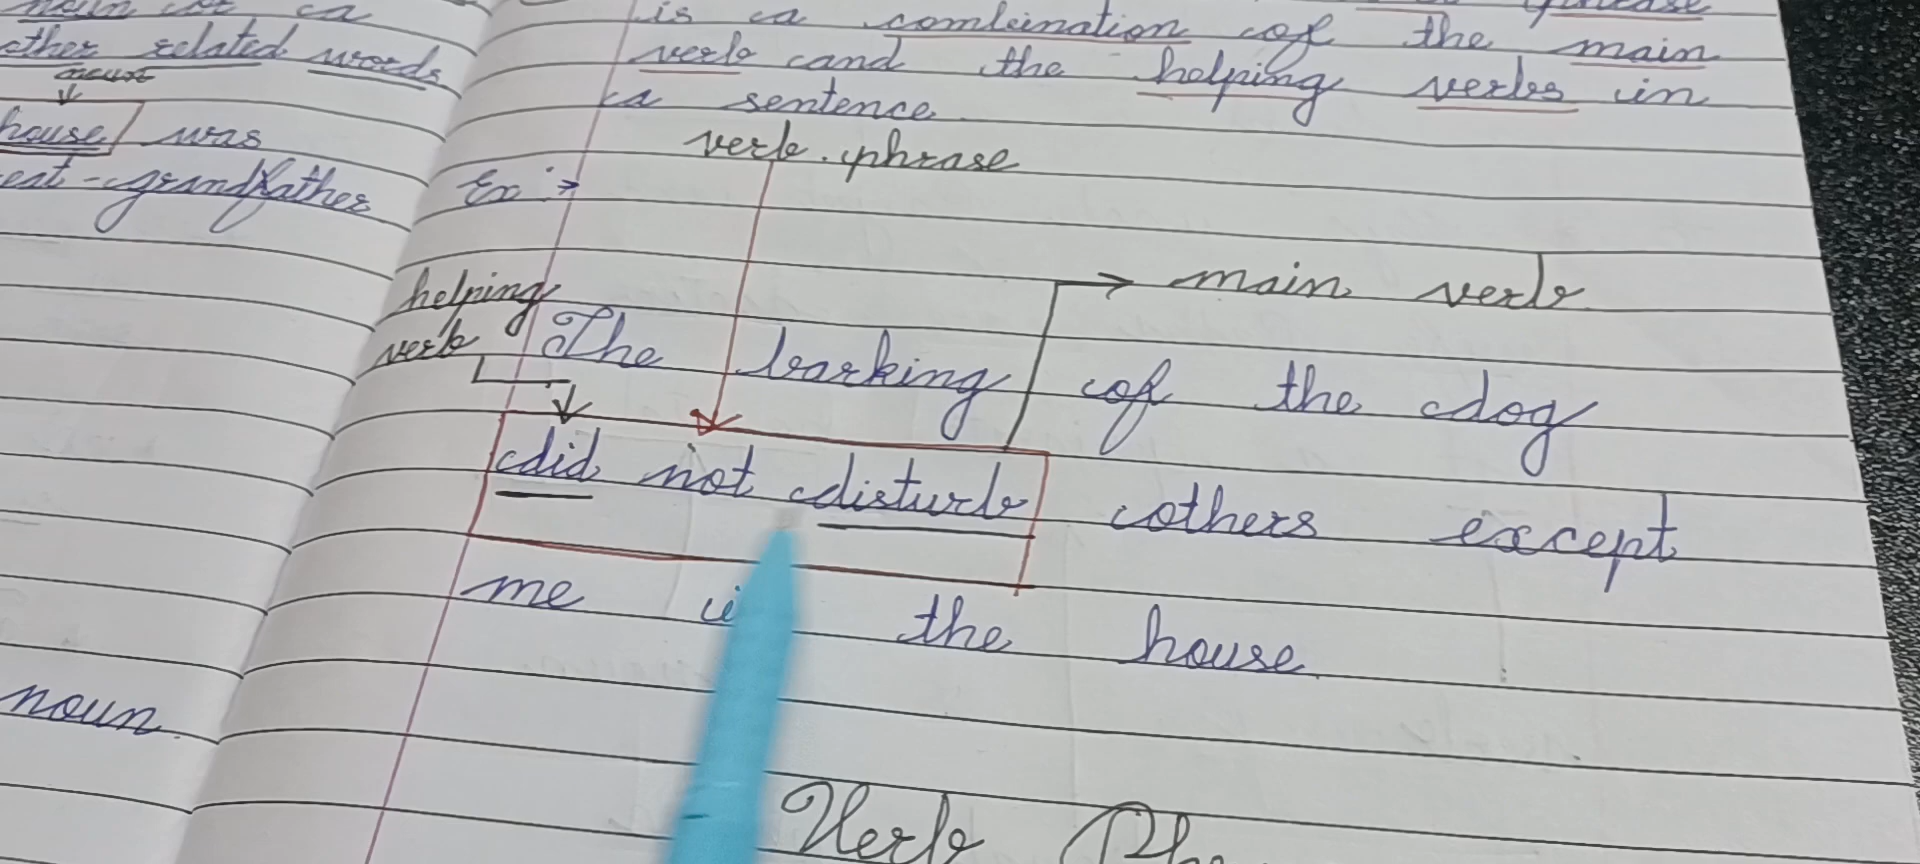 other related words
noun
house was
eat-grandfather
noun.
is a combination of the main
verb and the helping verbs in
a sentence.
verb phrase
Ex :→
main verb
helping
verb
The barking of the dog
did not disturb others except
me the house.
Verb